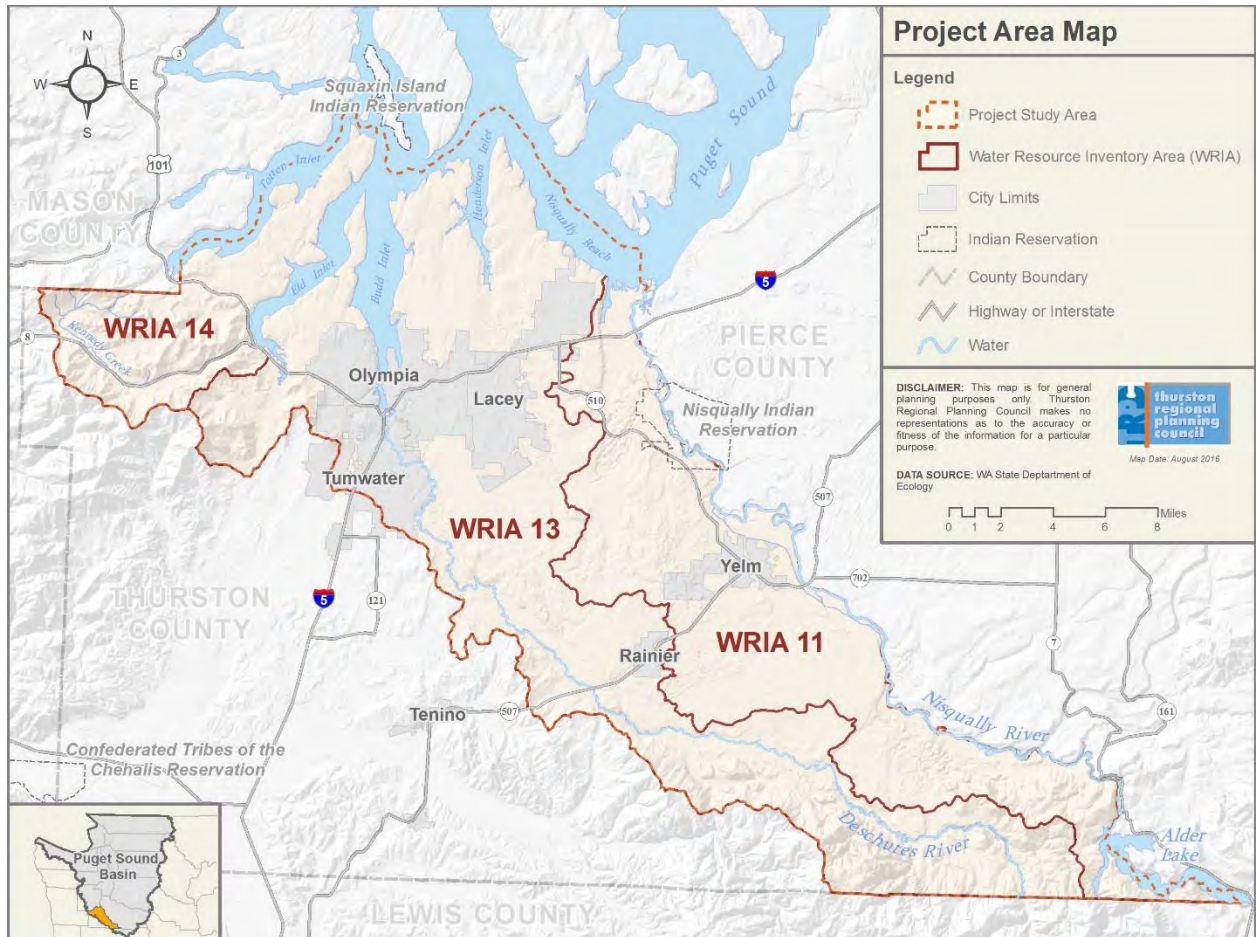 Project Area Map
Legend
Project Study Area
Water Resource Inventory Area (WRIA)
City Limits
Indian Reservation
County Boundary
Highway or Interstate
Water
DISCLAIMER: This map is for general
planning purposes only. Thurston
Regional Planning Council makes no
representations as to the accuracy or
fitness of the information for a particular
purpose.
TRPC
thurston
regional
planning
council
Map Date: August 2016
DATA SOURCE: WA State Deptartment of
Ecology
0 1 2 4 6 8 Miles
N
W E
S
3
Squaxin Island
Indian Reservation
Puget Sound
101
Totten Inlet
MASON
COUNTY
Henderson Inlet
Nisqually Reach
Eld Inlet
Budd Inlet
5
WRIA 14
Kennedy Creek
8
PIERCE
COUNTY
Olympia
Lacey
510
Nisqually Indian
Reservation
Tumwater
507
WRIA 13
Yelm
702
THURSTON
COUNTY
5
121
7
Rainier
WRIA 11
Tenino
507
Nisqually River
161
Confederated Tribes of the
Chehalis Reservation
Deschutes River
Alder
Lake
Puget Sound
Basin
LEWIS COUNTY